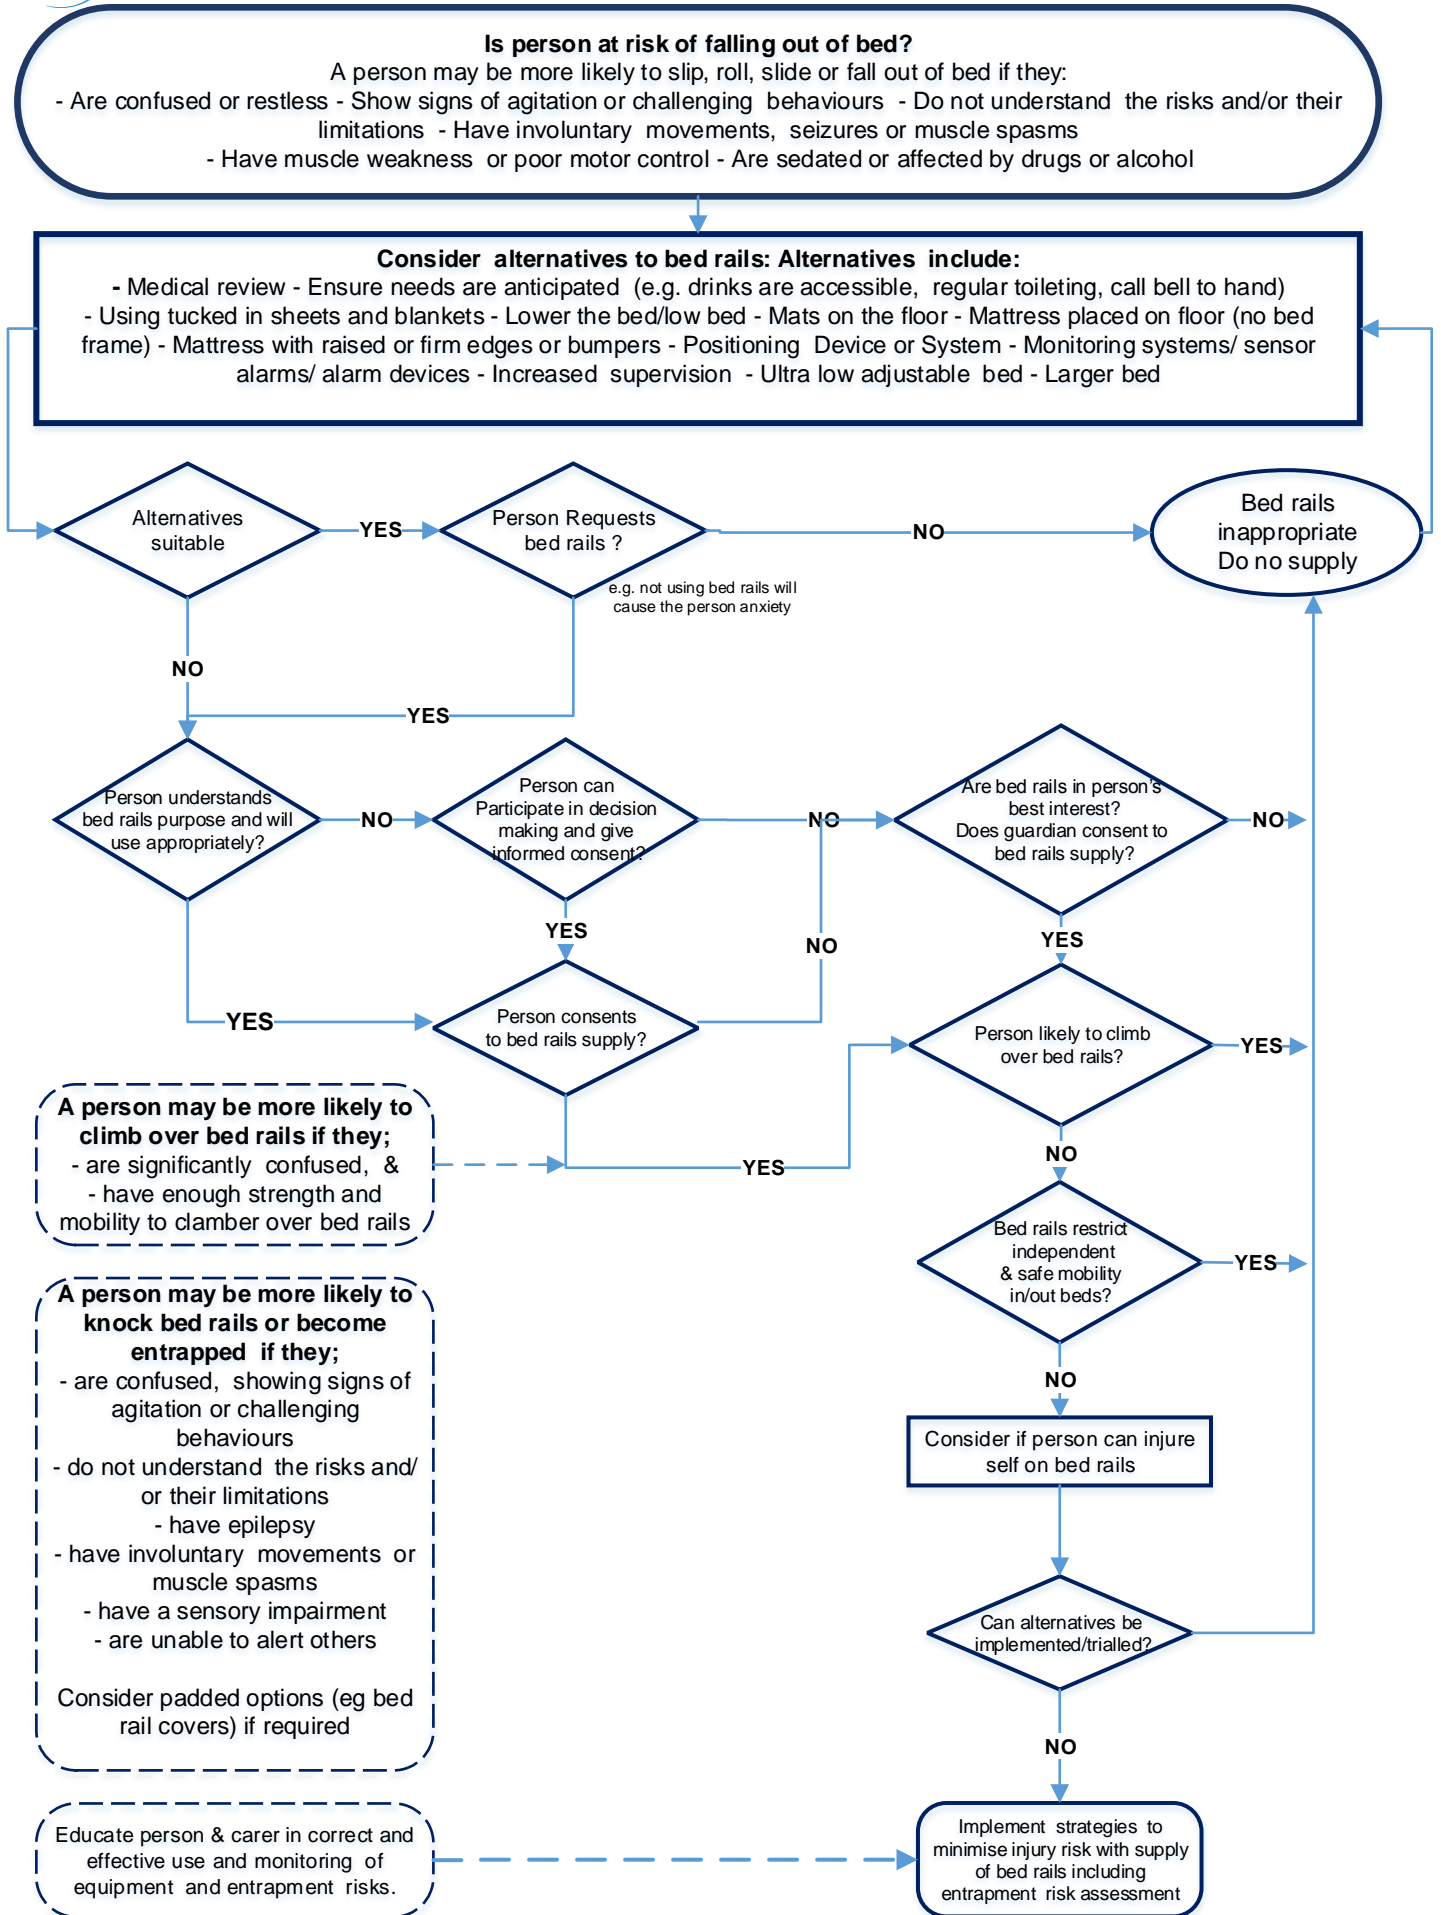 Is person at risk of falling out of bed?
A person may be more likely to slip, roll, slide or fall out of bed if they:
- Are confused or restless - Show signs of agitation or challenging behaviours - Do not understand the risks and/or their
limitations - Have involuntary movements, seizures or muscle spasms
- Have muscle weakness or poor motor control - Are sedated or affected by drugs or alcohol
Consider alternatives to bed rails: Alternatives include:
- Medical review - Ensure needs are anticipated (e.g. drinks are accessible, regular toileting, call bell to hand)
- Using tucked in sheets and blankets - Lower the bed/low bed - Mats on the floor - Mattress placed on floor (no bed
frame) - Mattress with raised or firm edges or bumpers - Positioning Device or System - Monitoring systems/ sensor
alarms/ alarm devices - Increased supervision - Ultra low adjustable bed - Larger bed
Alternatives
suitable
YES
Person Requests
bed rails ?
e.g. not using bed rails will
cause the person anxiety
NO
Bed rails
inappropriate
Do no supply
NO
YES
Person understands
bed rails purpose and will
use appropriately?
NO
Person can
Participate in decision
making and give
informed consent?
NO
Are bed rails in person's
best interest?
Does guardian consent to
bed rails supply?
NO
YES
NO
YES
YES
Person consents
to bed rails supply?
Person likely to climb
over bed rails?
YES
A person may be more likely to
climb over bed rails if they;
- are significantly confused, &
- have enough strength and
mobility to clamber over bed rails
YES
NO
Bed rails restrict
independent
& safe mobility
in/out beds?
YES
A person may be more likely to
knock bed rails or become
entrapped if they;
- are confused, showing signs of
agitation or challenging
behaviours
- do not understand the risks and/
or their limitations
- have epilepsy
- have involuntary movements or
muscle spasms
- have a sensory impairment
- are unable to alert others
Consider padded options (eg bed
rail covers) if required
NO
Consider if person can injure
self on bed rails
Can alternatives be
implemented/trialled?
NO
Educate person & carer in correct and
effective use and monitoring of
equipment and entrapment risks.
Implement strategies to
minimise injury risk with supply
of bed rails including
entrapment risk assessment